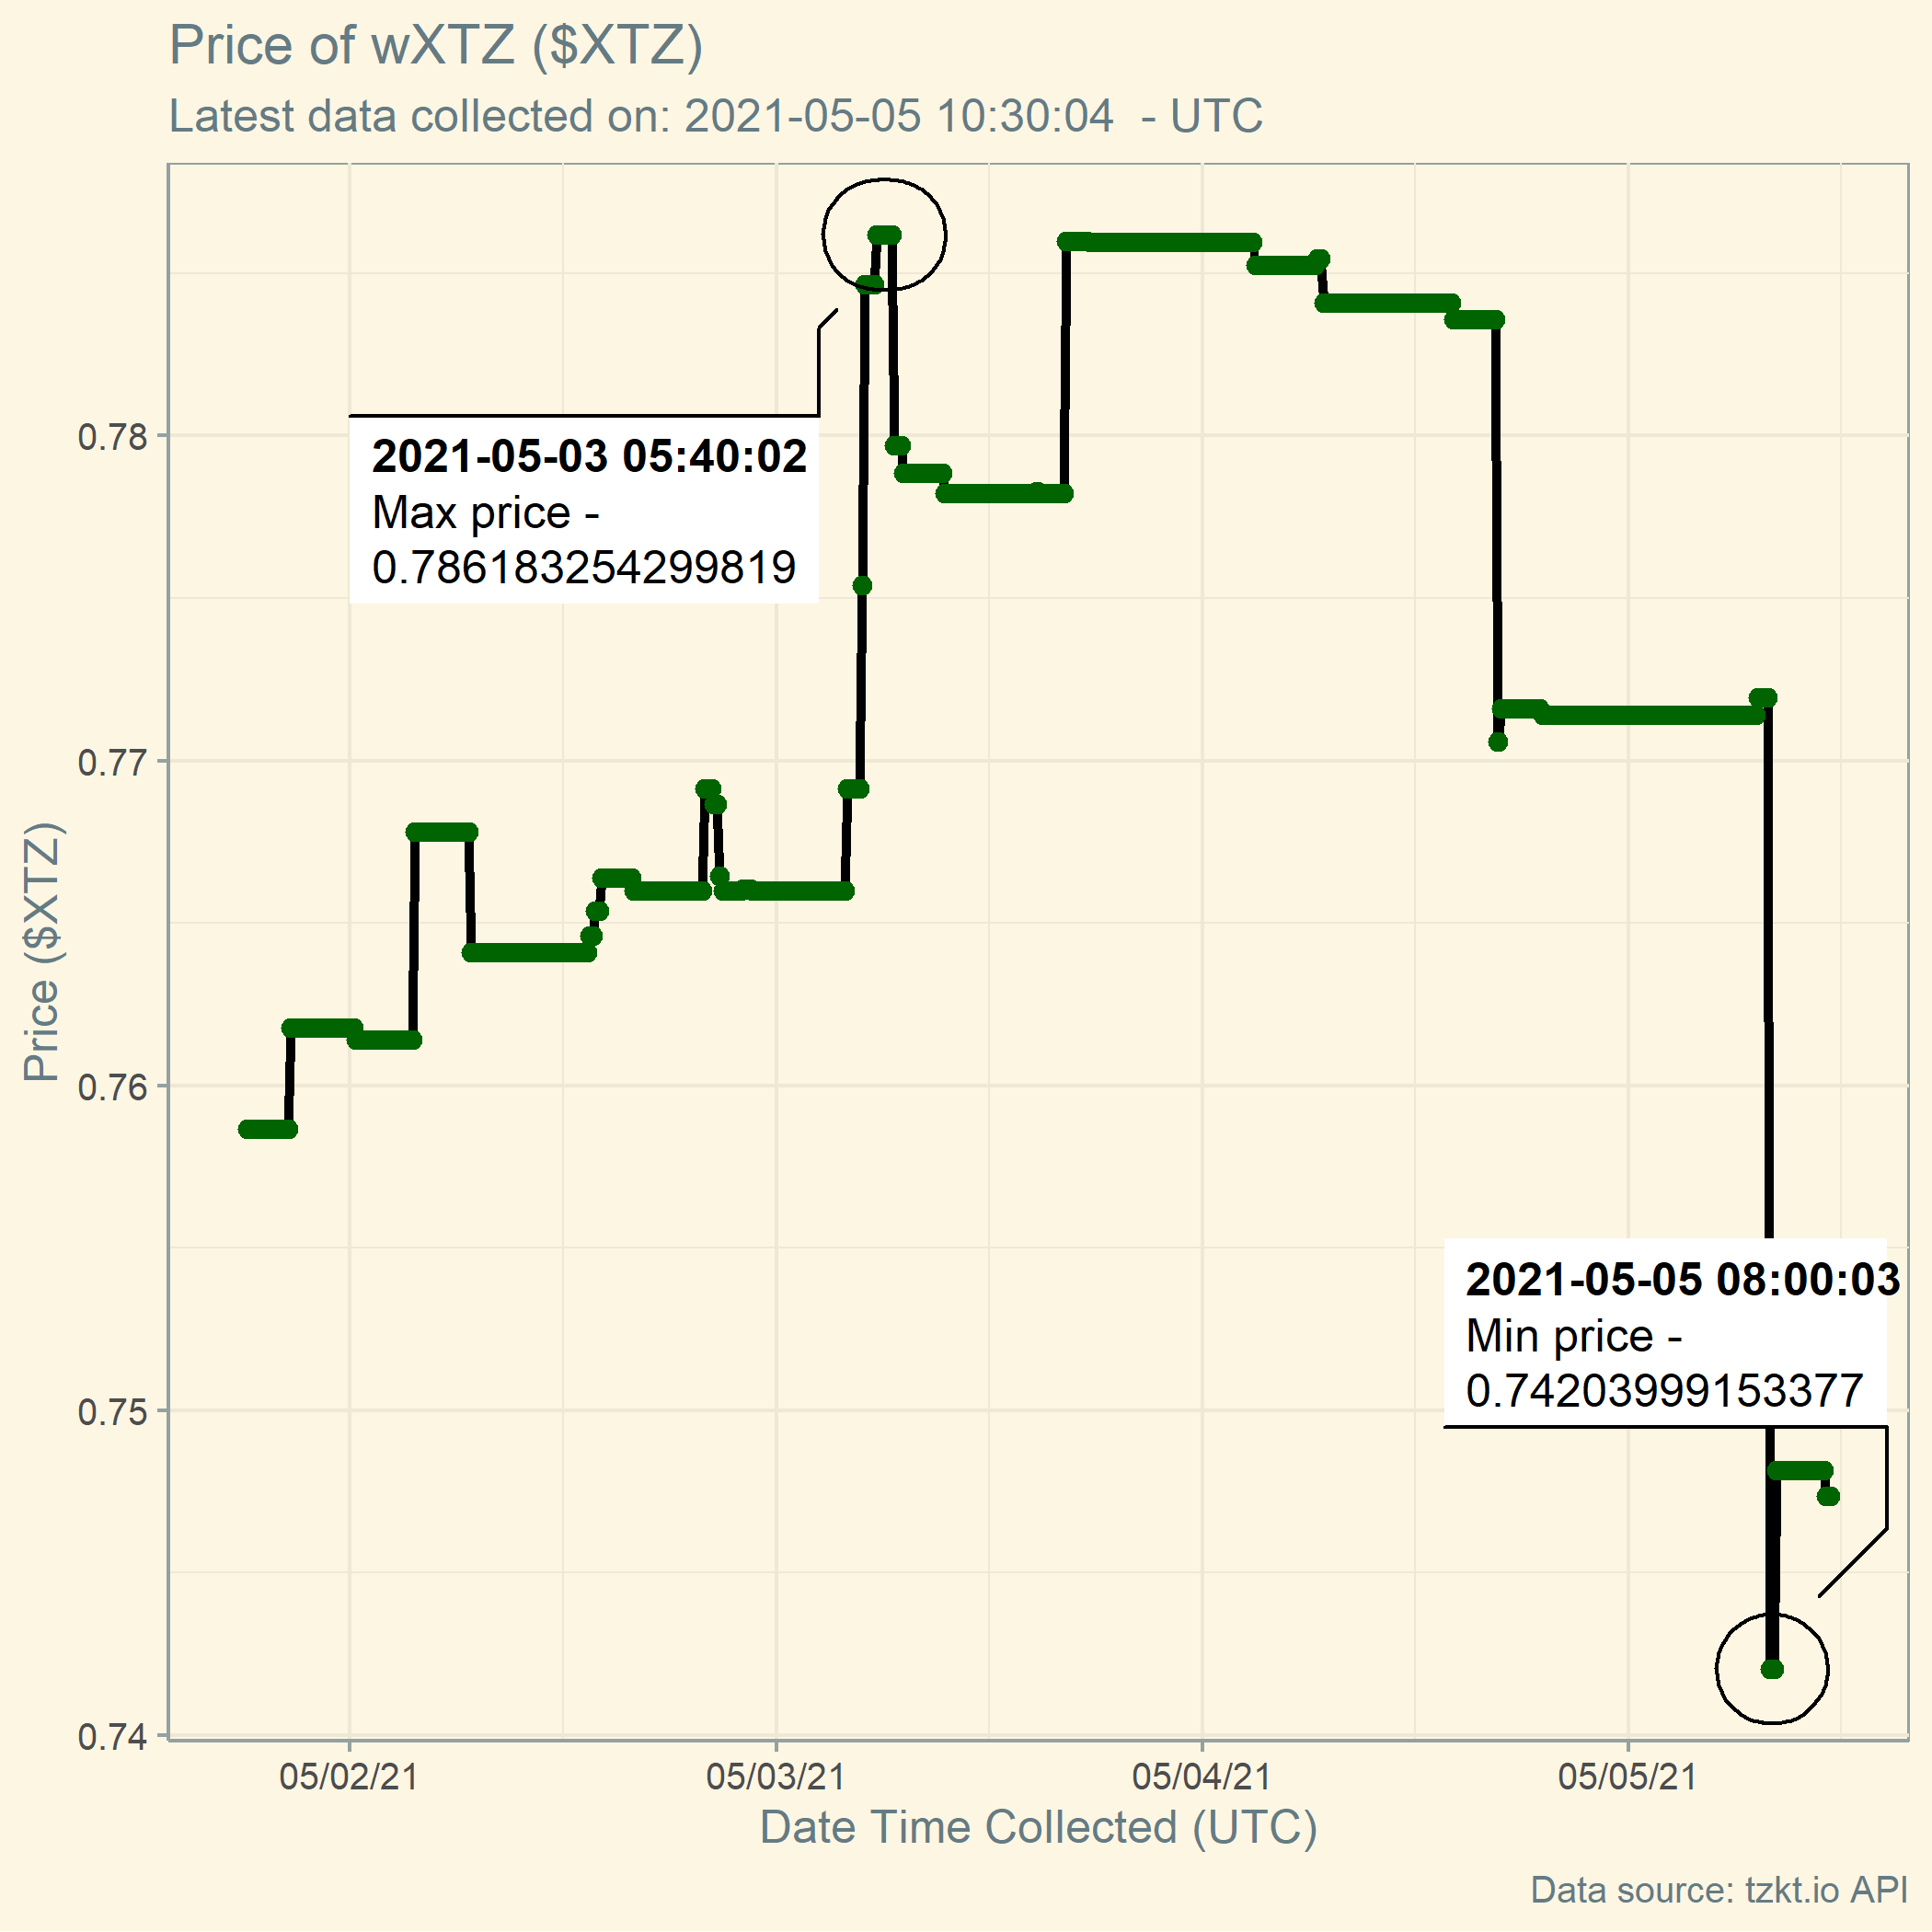 Price of wXTZ ($XTZ)
Latest data collected on: 2021-05-05 10:30:04  - UTC
2021-05-03 05:40:02
Max price -
0.786183254299819
2021-05-05 08:00:03
Min price -
0.74203999153377
Price ($XTZ)
0.78
0.77
0.76
0.75
0.74
05/02/21
05/03/21
05/04/21
05/05/21
Date Time Collected (UTC)
Data source: tzkt.io API